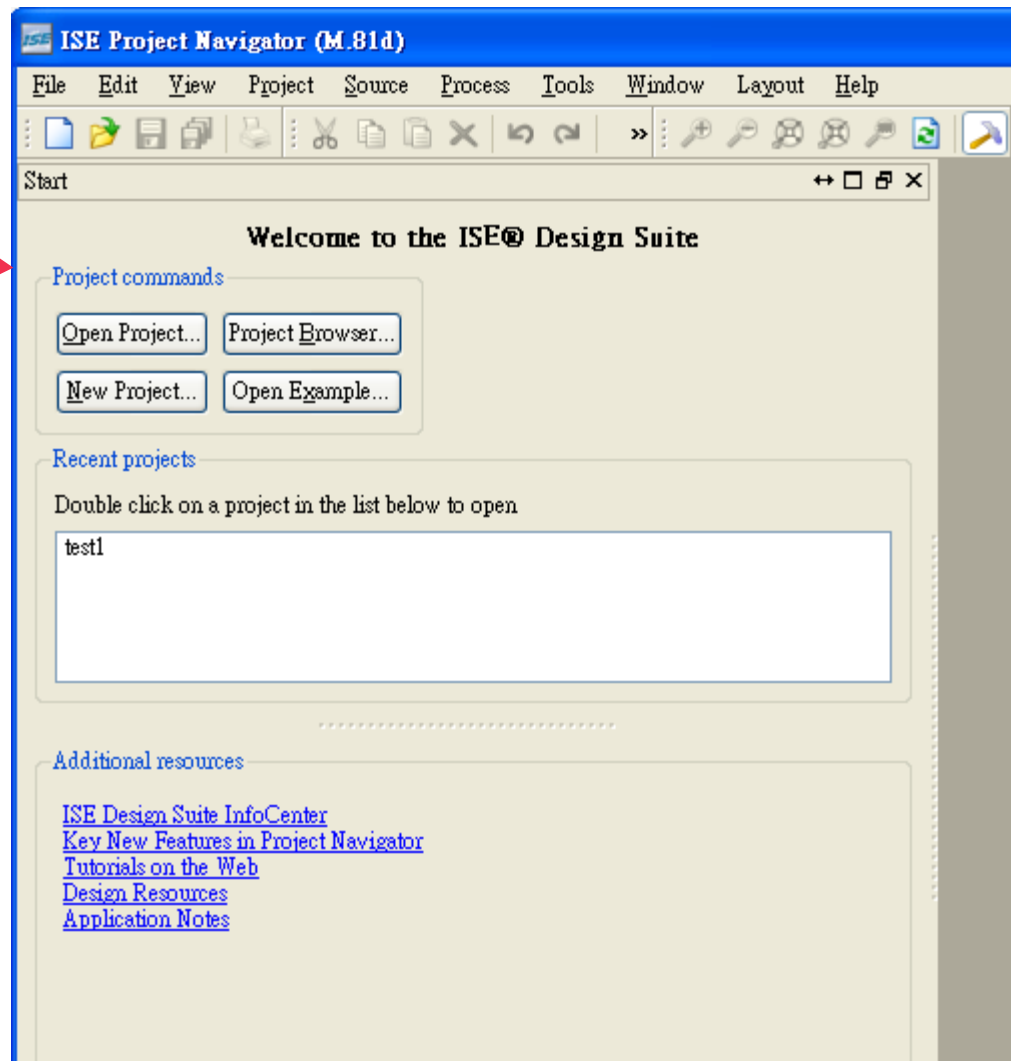 ISE ISE Project Navigator (M.81d)
File Edit View Project Source Process Tools Window Layout Help
Start
Welcome to the ISE® Design Suite
Project commands
Open Project... Project Browser...
New Project... Open Example...
Recent projects
Double click on a project in the list below to open
test1
Additional resources
ISE Design Suite InfoCenter
Key New Features in Project Navigator
Tutorials on the Web
Design Resources
Application Notes